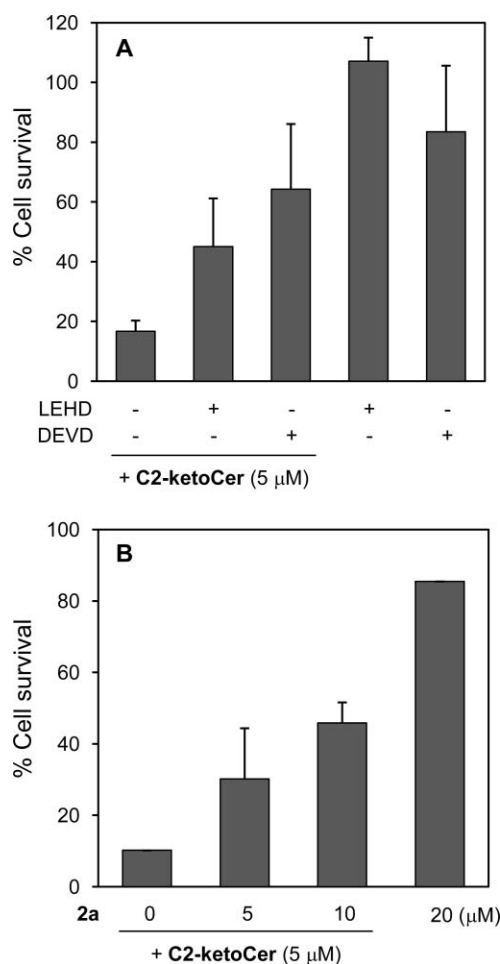 A
% Cell survival
120
100
80
60
40
20
0
LEHD - + - + -
DEVD - - + - +
+ C2-ketoCer (5 μM)
B
% Cell survival
100
80
60
40
20
0
2a 0 5 10 20 (μM)
+ C2-ketoCer (5 μM)